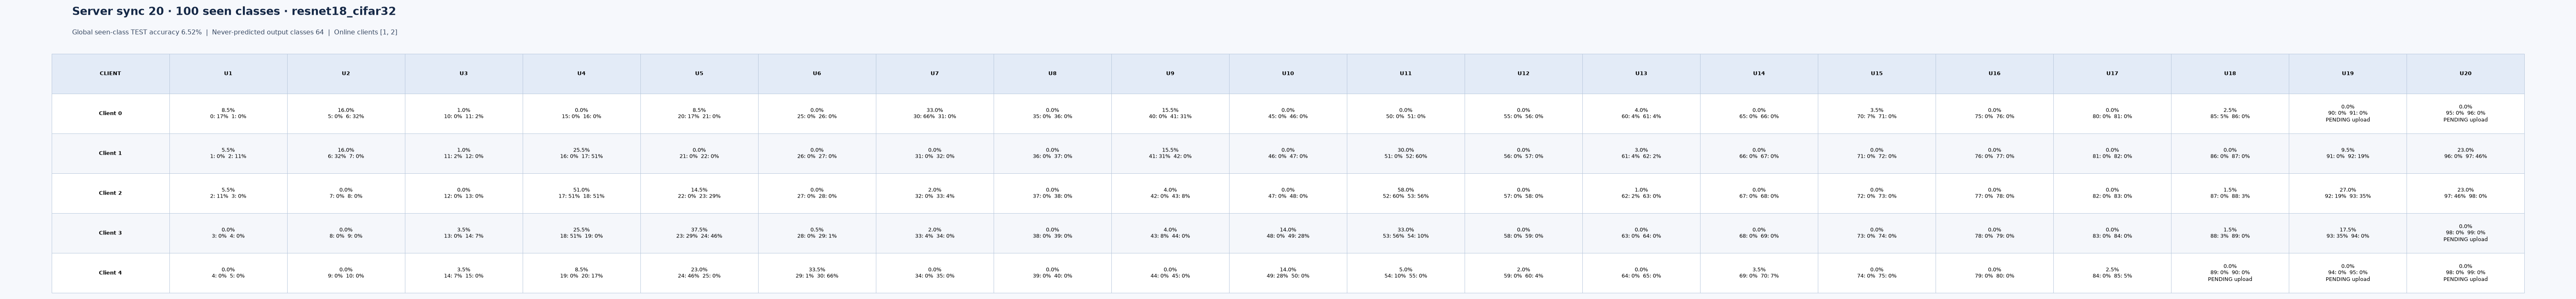 Server sync 20 · 100 seen classes · resnet18_cifar32
Global seen-class TEST accuracy 6.52% | Never-predicted output classes 64 | Online clients [1, 2]
CLIENT U1 U2 U3 U4 U5 U6 U7 U8 U9 U10 U11 U12 U13 U14 U15 U16 U17 U18 U19 U20
8.5% 16.0% 1.0% 0.0% 8.5% 0.0% 33.0% 0.0% 15.5% 0.0% 0.0% 0.0% 4.0% 0.0% 3.5% 0.0% 0.0% 2.5% 0.0% 0.0%
Client 0 0: 17% 1: 0% 5: 0% 6: 32% 10: 0% 11: 2% 15: 0% 16: 0% 20: 17% 21: 0% 25: 0% 26: 0% 30: 66% 31: 0% 35: 0% 36: 0% 40: 0% 41: 31% 45: 0% 46: 0% 50: 0% 51: 0% 55: 0% 56: 0% 60: 4% 61: 4% 65: 0% 66: 0% 70: 7% 71: 0% 75: 0% 76: 0% 80: 0% 81: 0% 85: 5% 86: 0% 90: 0% 91: 0% 95: 0% 96: 0%
PENDING upload PENDING upload
5.5% 16.0% 1.0% 25.5% 0.0% 0.0% 0.0% 0.0% 15.5% 0.0% 30.0% 0.0% 3.0% 0.0% 0.0% 0.0% 0.0% 0.0% 9.5% 23.0%
Client 1 1: 0% 2: 11% 6: 32% 7: 0% 11: 2% 12: 0% 16: 0% 17: 51% 21: 0% 22: 0% 26: 0% 27: 0% 31: 0% 32: 0% 36: 0% 37: 0% 41: 31% 42: 0% 46: 0% 47: 0% 51: 0% 52: 60% 56: 0% 57: 0% 61: 4% 62: 2% 66: 0% 67: 0% 71: 0% 72: 0% 76: 0% 77: 0% 81: 0% 82: 0% 86: 0% 87: 0% 91: 0% 92: 19% 96: 0% 97: 46%
5.5% 0.0% 0.0% 51.0% 14.5% 0.0% 2.0% 0.0% 4.0% 0.0% 58.0% 0.0% 1.0% 0.0% 0.0% 0.0% 0.0% 1.5% 27.0% 23.0%
Client 2 2: 11% 3: 0% 7: 0% 8: 0% 12: 0% 13: 0% 17: 51% 18: 51% 22: 0% 23: 29% 27: 0% 28: 0% 32: 0% 33: 4% 37: 0% 38: 0% 42: 0% 43: 8% 47: 0% 48: 0% 52: 60% 53: 56% 57: 0% 58: 0% 62: 2% 63: 0% 67: 0% 68: 0% 72: 0% 73: 0% 77: 0% 78: 0% 82: 0% 83: 0% 87: 0% 88: 3% 92: 19% 93: 35% 97: 46% 98: 0%
0.0% 0.0% 3.5% 25.5% 37.5% 0.5% 2.0% 0.0% 4.0% 14.0% 33.0% 0.0% 0.0% 0.0% 0.0% 0.0% 0.0% 1.5% 17.5% 0.0%
Client 3 3: 0% 4: 0% 8: 0% 9: 0% 13: 0% 14: 7% 18: 51% 19: 0% 23: 29% 24: 46% 28: 0% 29: 1% 33: 4% 34: 0% 38: 0% 39: 0% 43: 8% 44: 0% 48: 0% 49: 28% 53: 56% 54: 10% 58: 0% 59: 0% 63: 0% 64: 0% 68: 0% 69: 0% 73: 0% 74: 0% 78: 0% 79: 0% 83: 0% 84: 0% 88: 3% 89: 0% 93: 35% 94: 0% 98: 0% 99: 0%
PENDING upload
0.0% 0.0% 3.5% 8.5% 23.0% 33.5% 0.0% 0.0% 0.0% 14.0% 5.0% 2.0% 0.0% 3.5% 0.0% 0.0% 2.5% 0.0% 0.0% 0.0%
Client 4 4: 0% 5: 0% 9: 0% 10: 0% 14: 7% 15: 0% 19: 0% 20: 17% 24: 46% 25: 0% 29: 1% 30: 66% 34: 0% 35: 0% 39: 0% 40: 0% 44: 0% 45: 0% 49: 28% 50: 0% 54: 10% 55: 0% 59: 0% 60: 4% 64: 0% 65: 0% 69: 0% 70: 7% 74: 0% 75: 0% 79: 0% 80: 0% 84: 0% 85: 5% 89: 0% 90: 0% 94: 0% 95: 0% 98: 0% 99: 0%
PENDING upload PENDING upload PENDING upload